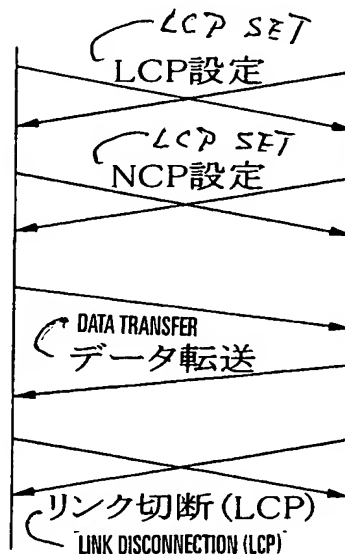 LCP SET
LCP設定
LCP SET
NCP設定
DATA TRANSFER
データ転送
リンク切断(LCP)
LINK DISCONNECTION (LCP)